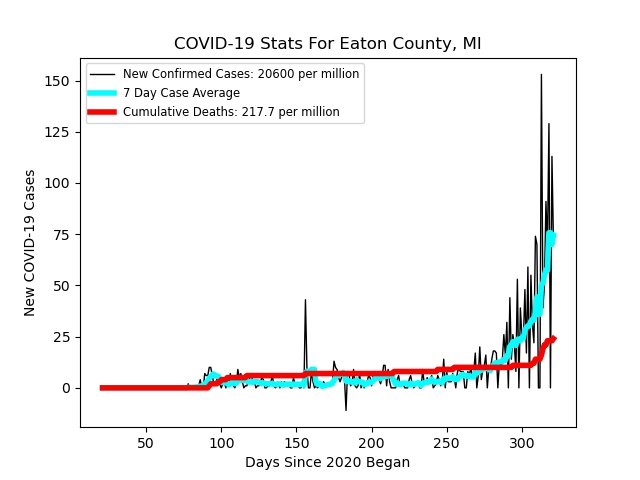 COVID-19 Stats For Eaton County, MI
New Confirmed Cases: 20600 per million
7 Day Case Average
Cumulative Deaths: 217.7 per million
New COVID-19 Cases
150
125
100
75
50
25
0
50 100 150 200 250 300
Days Since 2020 Began